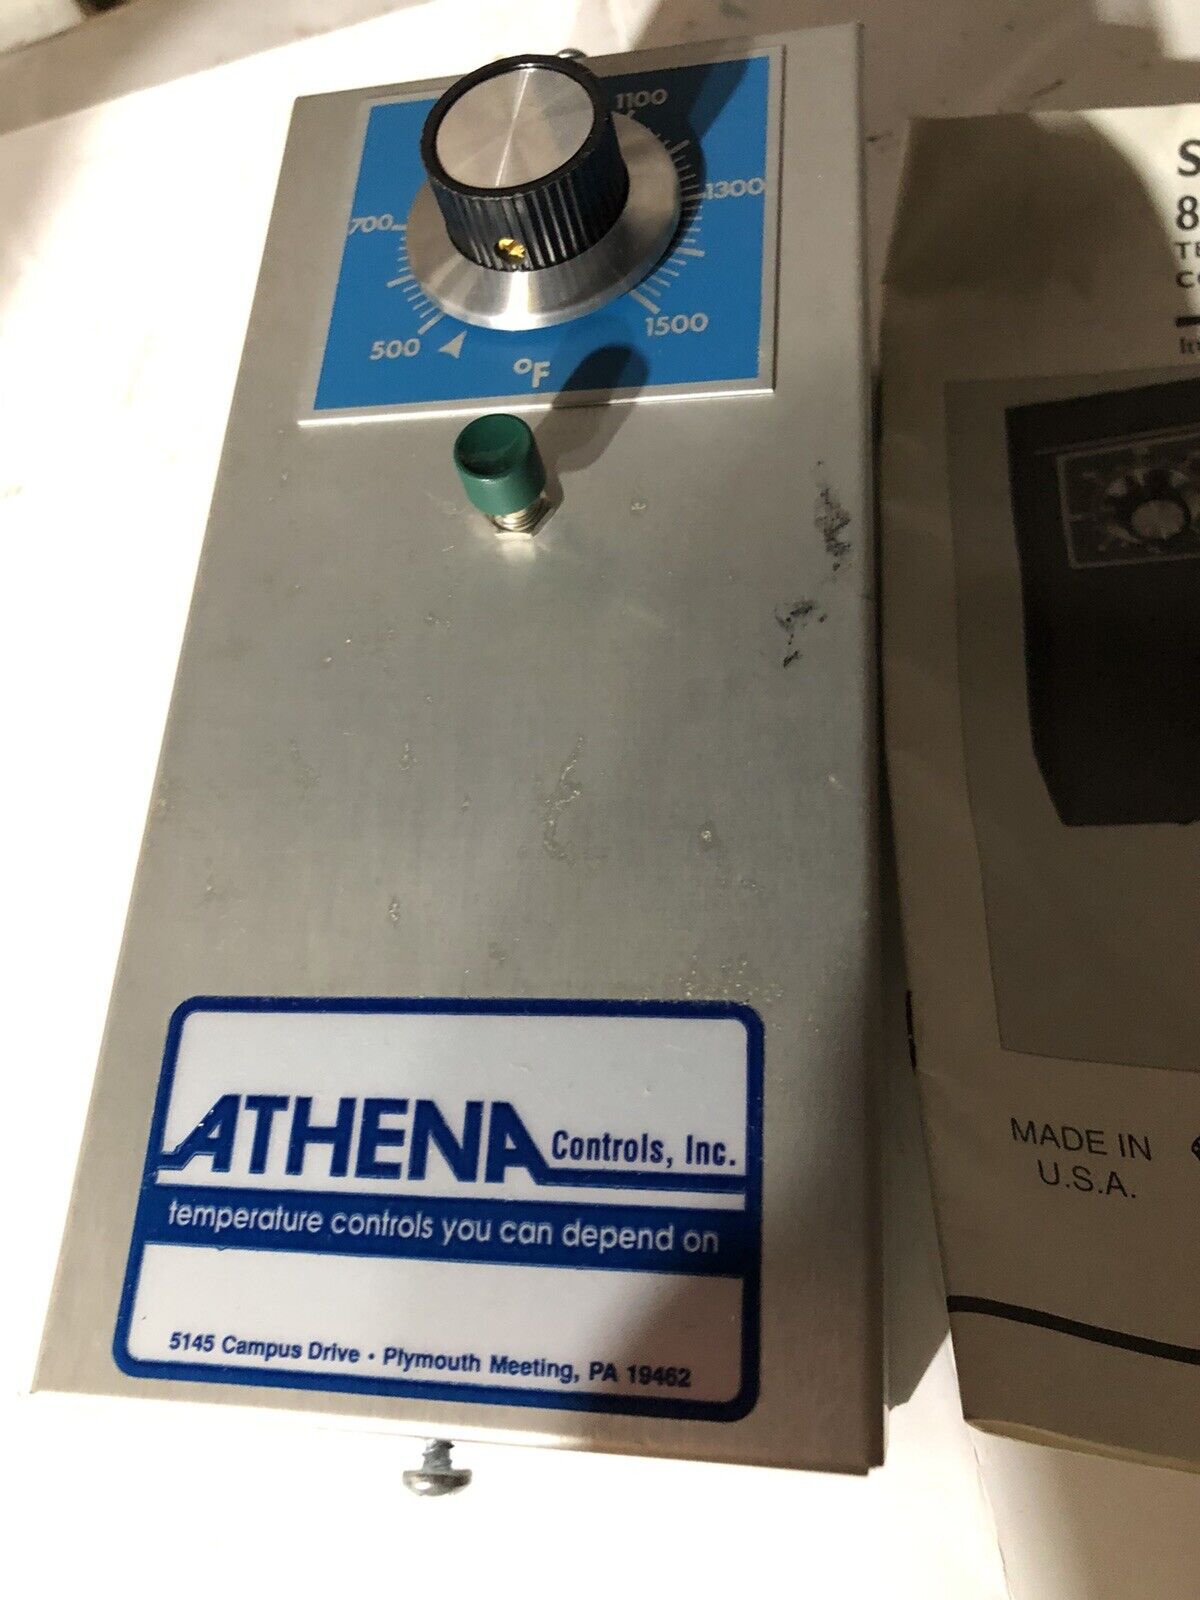 1100
1300
700
500
1500
°F
ATHENA Controls, Inc.
temperature controls you can depend on
5145 Campus Drive • Plymouth Meeting, PA 19462
S
8
MADE IN
U.S.A.